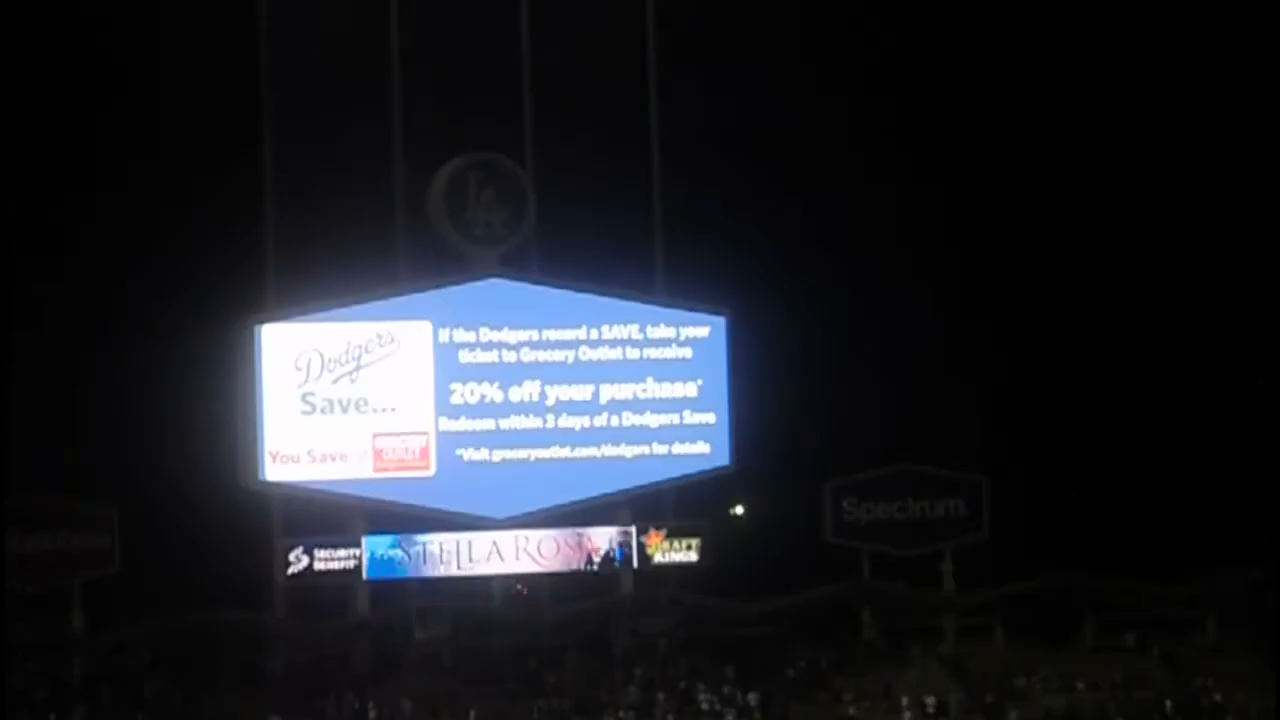 LA
Dodgers
Save...
You Save
GROCERY
OUTLET
If the Dodgers record a SAVE, take your
ticket to Grocery Outlet to receive
20% off your purchase*
Redeem within 3 days of a Dodgers Save
*Visit groceryoutlet.com/dodgers for details
SECURITY
BENEFIT
STELLA ROSA
DRAFT
KINGS
Spectrum